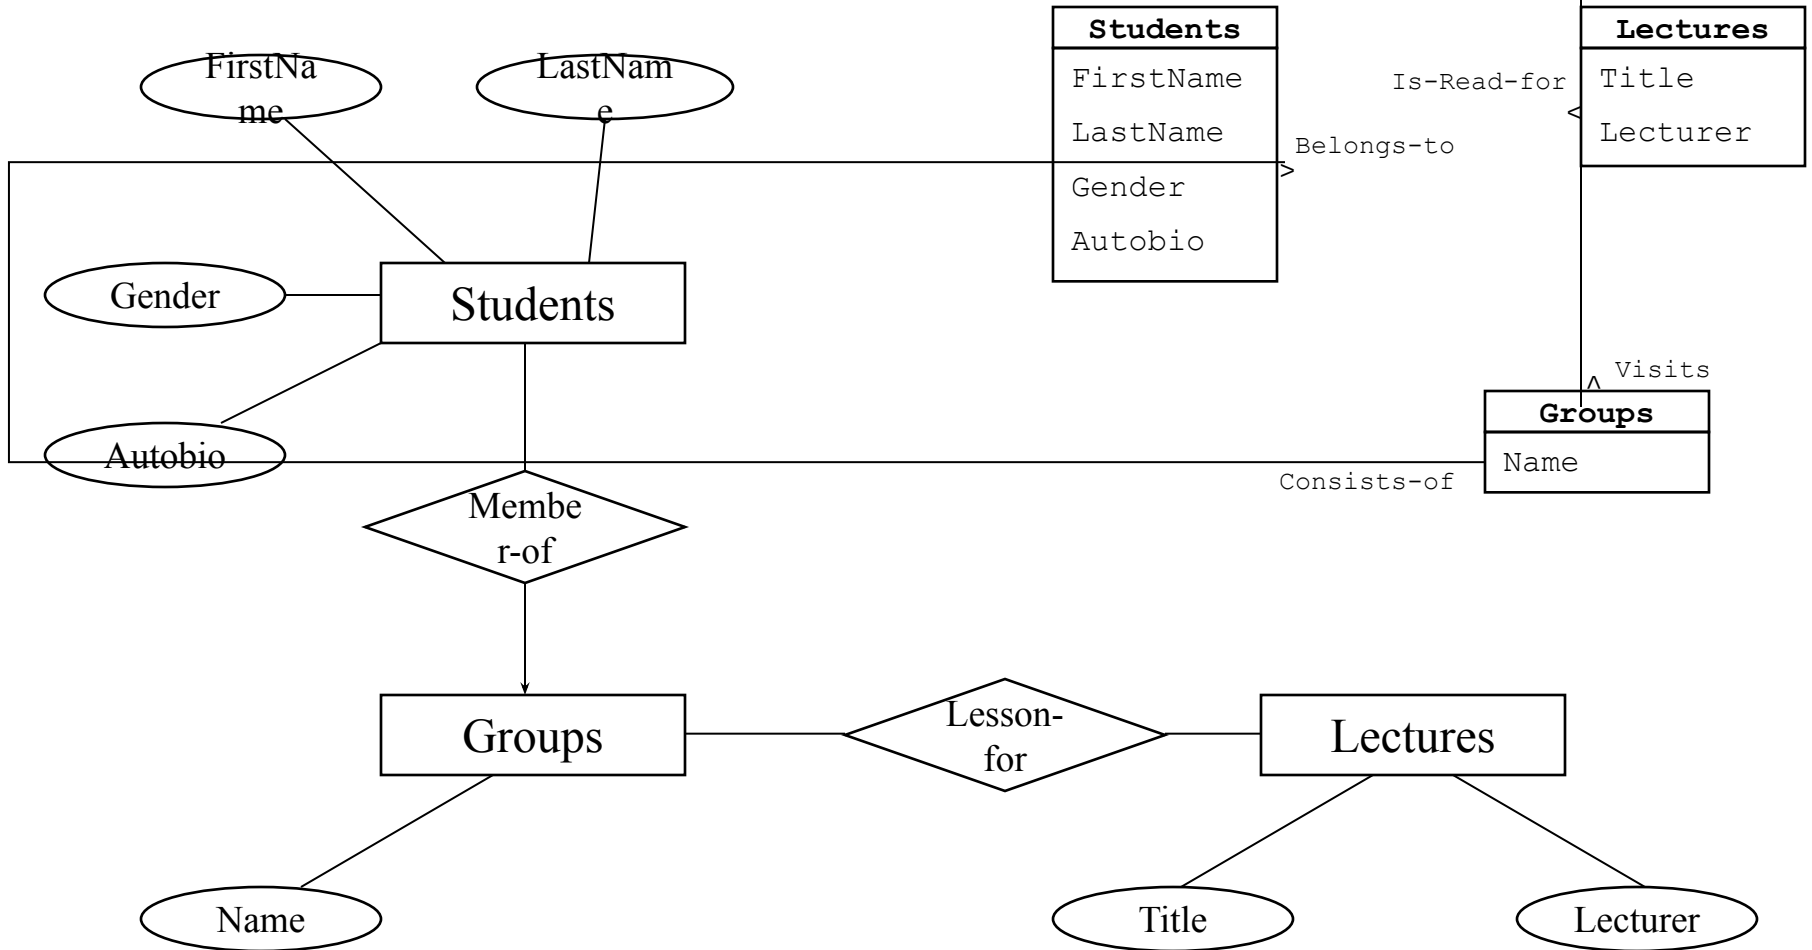 Students
Lectures
FirstNa
me
LastNam
e
FirstName
LastName
Gender
Autobio
Is-Read-for
<
Title
Lecturer
Belongs-to
>
Gender
Students
Autobio
Visits
^
Groups
Name
Consists-of
Membe
r-of
Groups
Lesson-
for
Lectures
Name
Title
Lecturer